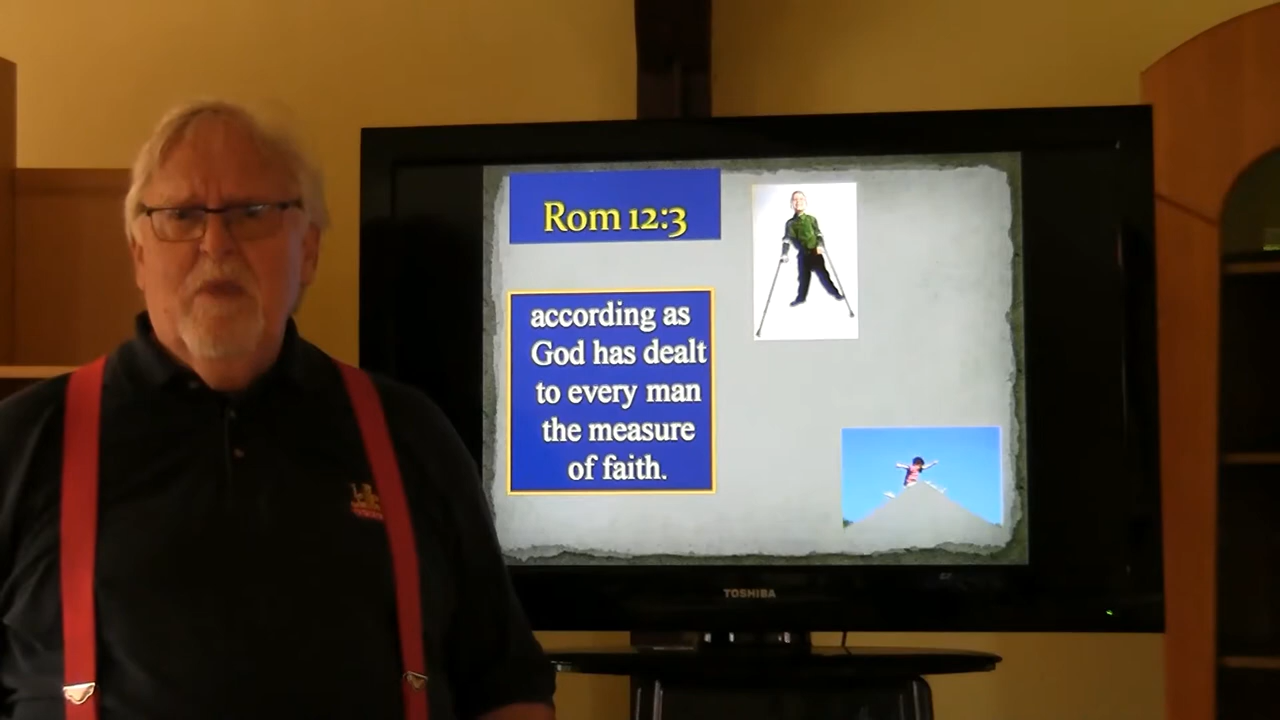 Rom 12:3
according as
God has dealt
to every man
the measure
of faith.
TOSHIBA